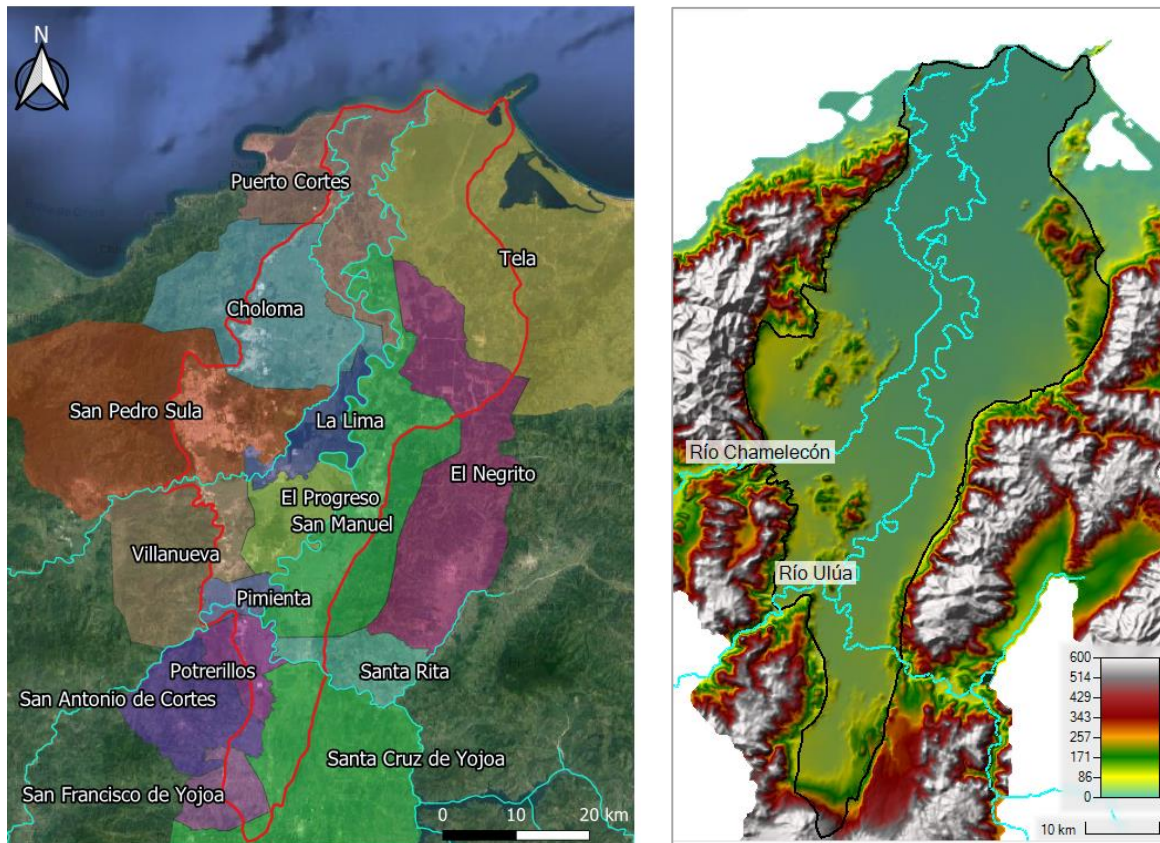 N
Puerto Cortes
Tela
Choloma
San Pedro Sula
La Lima
El Negrito
El Progreso
San Manuel
Villanueva
Pimienta
Potrerillos
Santa Rita
San Antonio de Cortes
Santa Cruz de Yojoa
San Francisco de Yojoa
0 10 20 km
Río Chamelecón
Río Ulúa
600
514
429
343
257
171
86
0
10 km